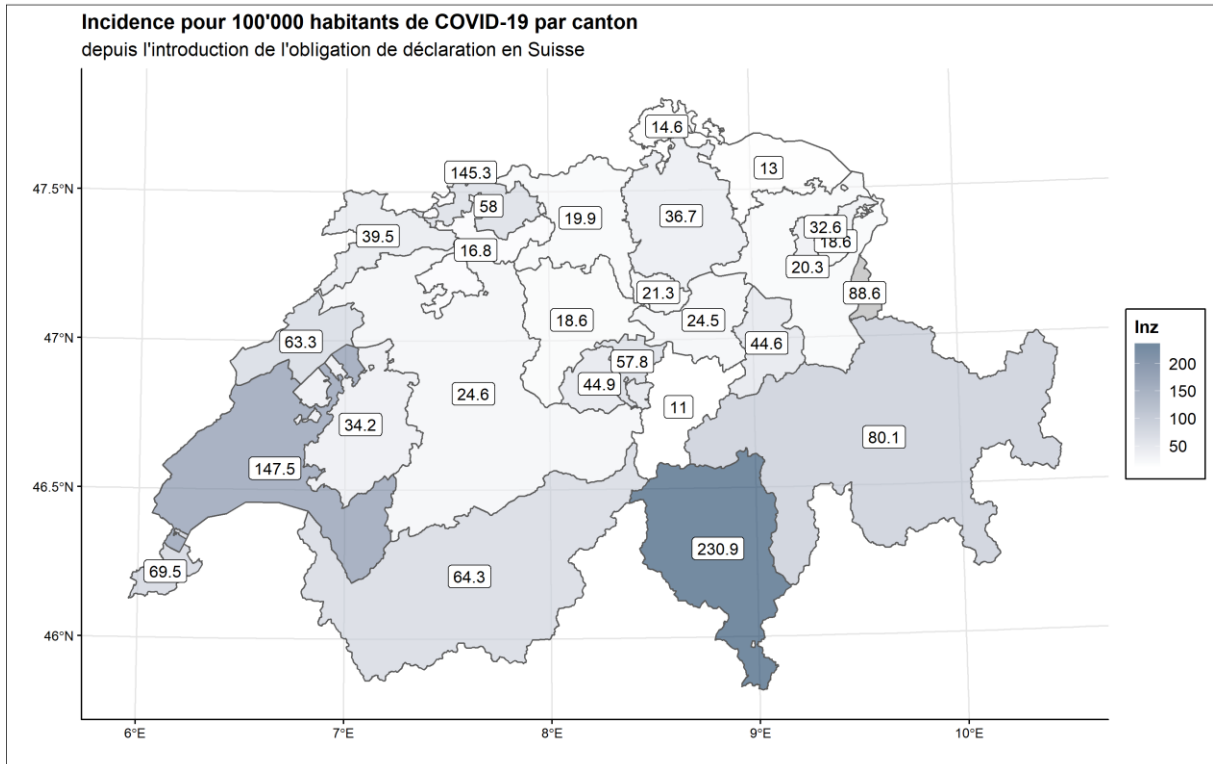 Incidence pour 100'000 habitants de COVID-19 par canton
depuis l'introduction de l'obligation de déclaration en Suisse
14.6
145.3
13
47.5°N
58
19.9
36.7
32.6
39.5
18.6
16.8
20.3
21.3
88.6
18.6
24.5
47°N
63.3
44.6
Inz
57.8
200
44.9
150
24.6
11
100
34.2
80.1
50
147.5
46.5°N
230.9
69.5
64.3
46°N
6°E
7°E
8°E
9°E
10°E